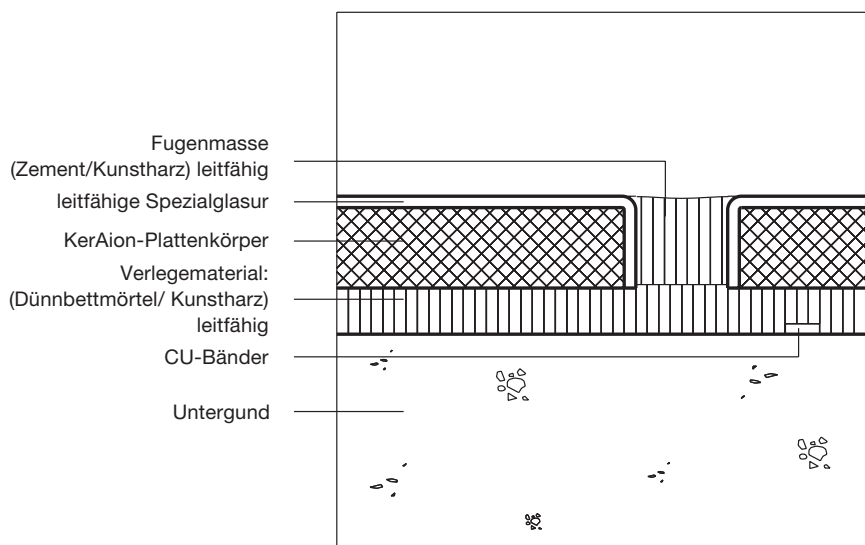 Fugenmasse
(Zement/Kunstharz) leitfähig
leitfähige Spezialglasur
KerAion-Plattenkörper
Verlegematerial:
(Dünnbettmörtel/ Kunstharz)
leitfähig
CU-Bänder
Untergund